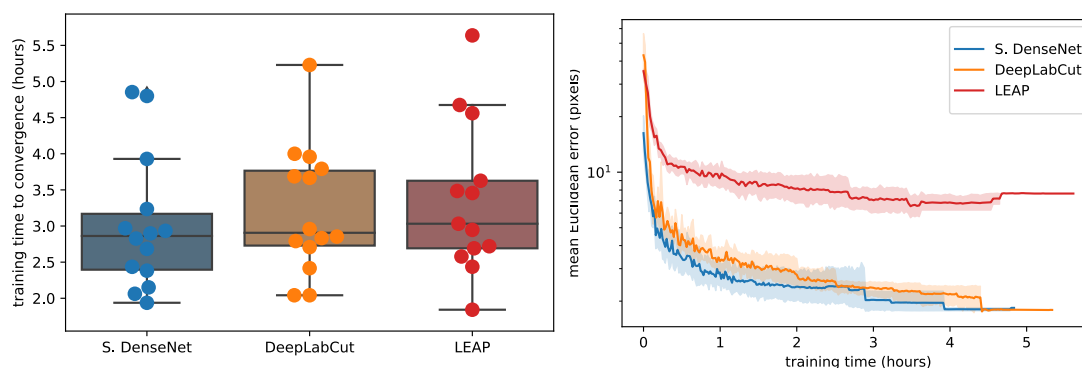 training time to convergence (hours)
5.5
5.0
4.5
4.0
3.5
3.0
2.5
2.0
S. DenseNet
DeepLabCut
LEAP
mean Euclidean error (pixels)
10¹
S. DenseNet
DeepLabCut
LEAP
0
1
2
3
4
5
training time (hours)